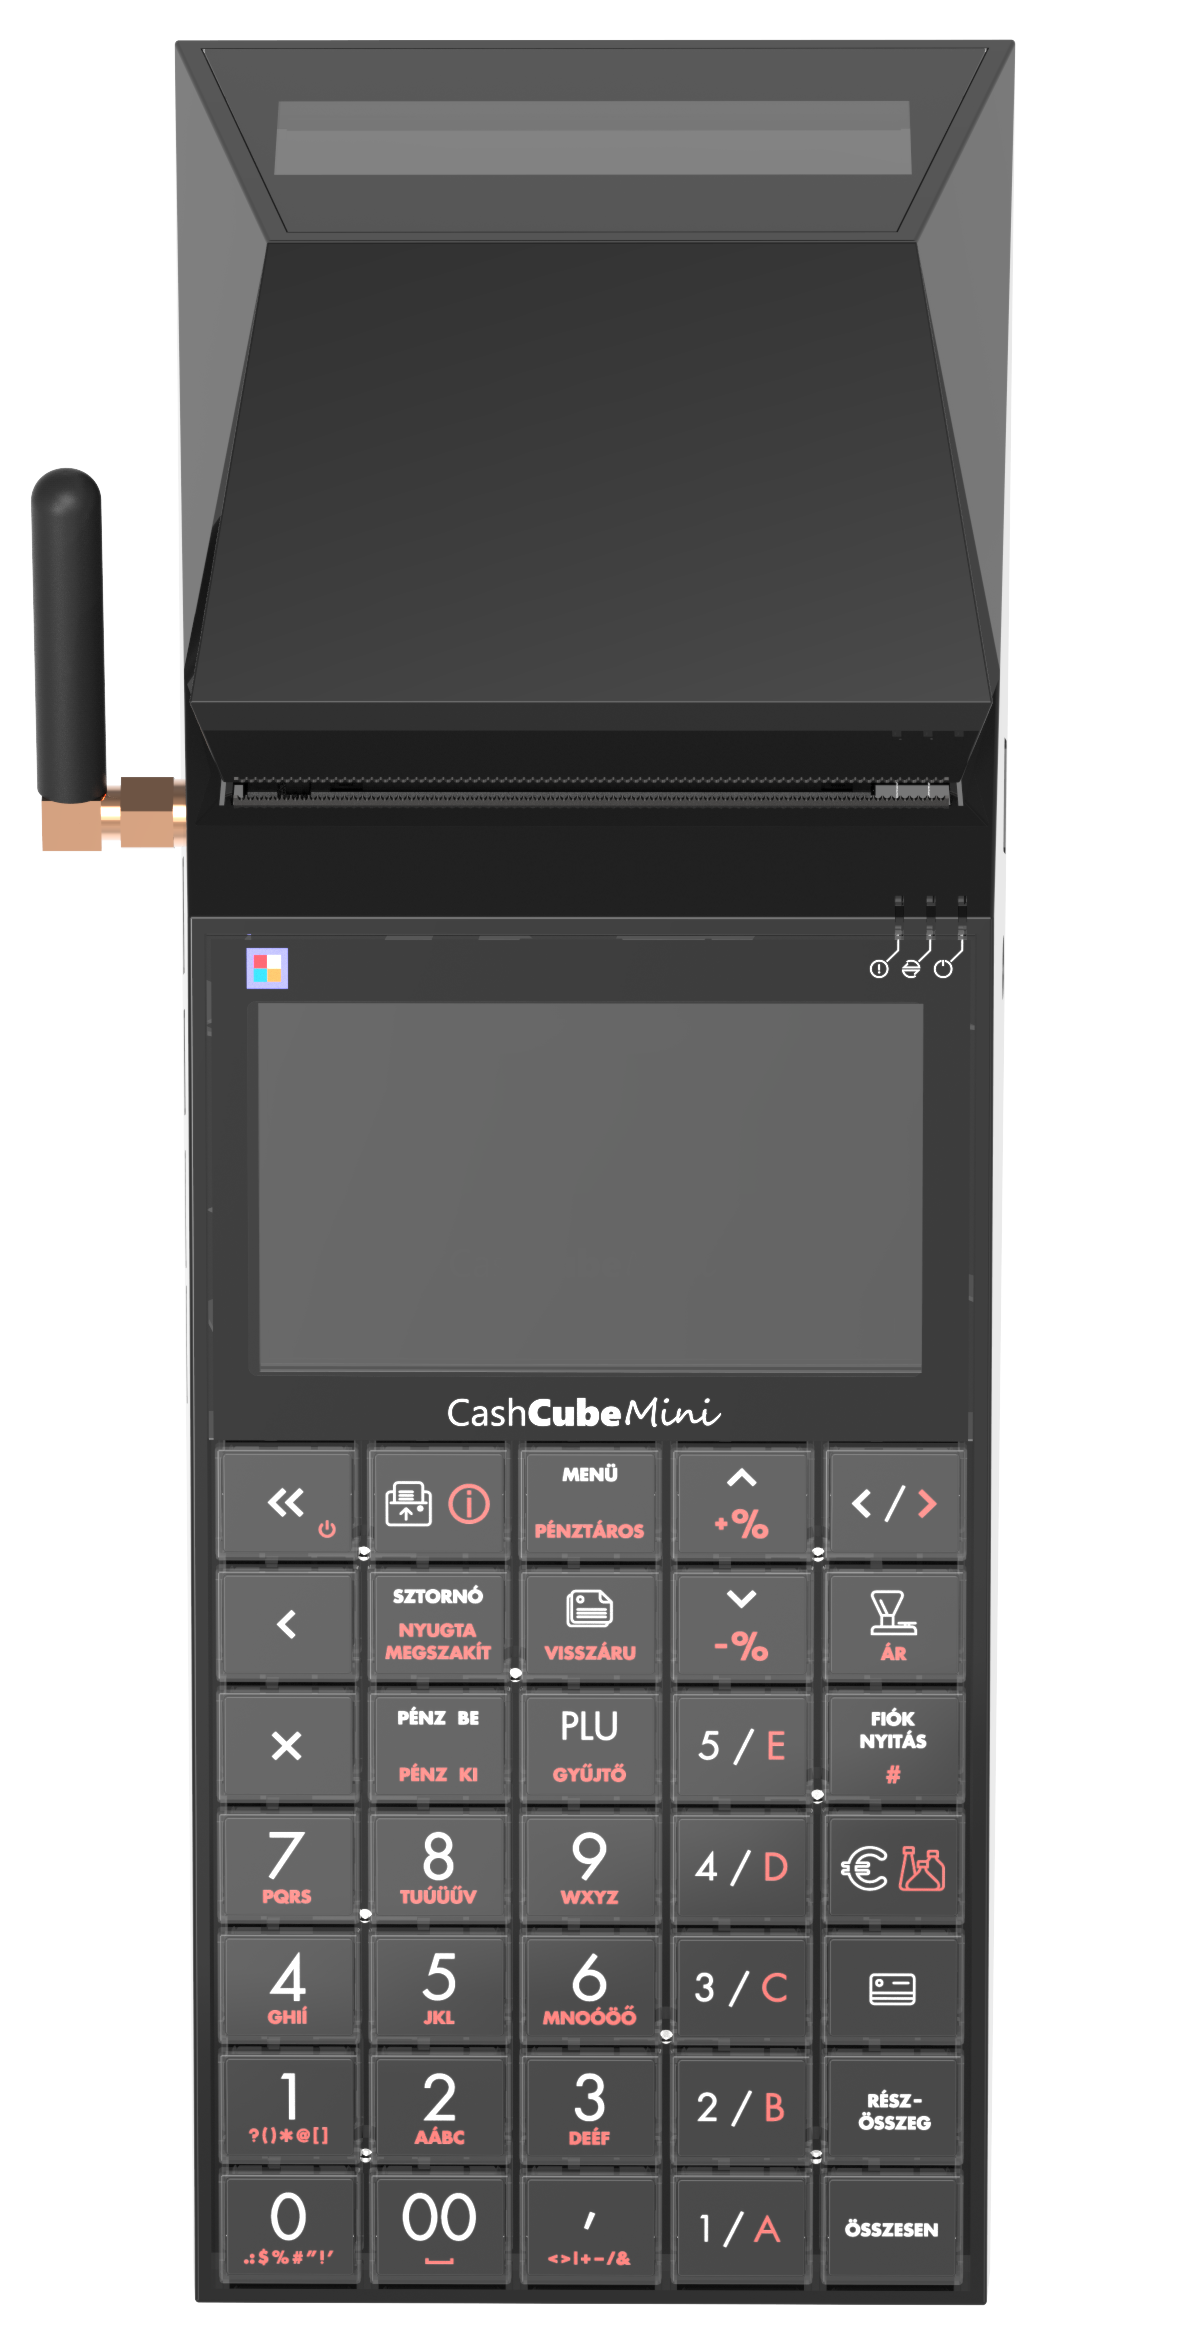 CashCubeMini
«
i
MENÜ
PÉNZTÁROS
+%
< / >
<
SZTORNÓ
NYUGTA
MEGSZAKÍT
VISSZÁRU
-%
ÁR
×
PÉNZ BE
PÉNZ KI
PLU
GYŰJTŐ
5 / E
FIÓK
NYITÁS
#
7
PQRS
8
TUÚÜŰV
9
WXYZ
4 / D
€
4
GHIÍ
5
JKL
6
MNOÓÖŐ
3 / C
1
?()*@[]
2
AÁBC
3
DEÉF
2 / B
RÉSZ-
ÖSSZEG
0
.:$%#"!'
00
,
<>|+-/&
1 / A
ÖSSZESEN